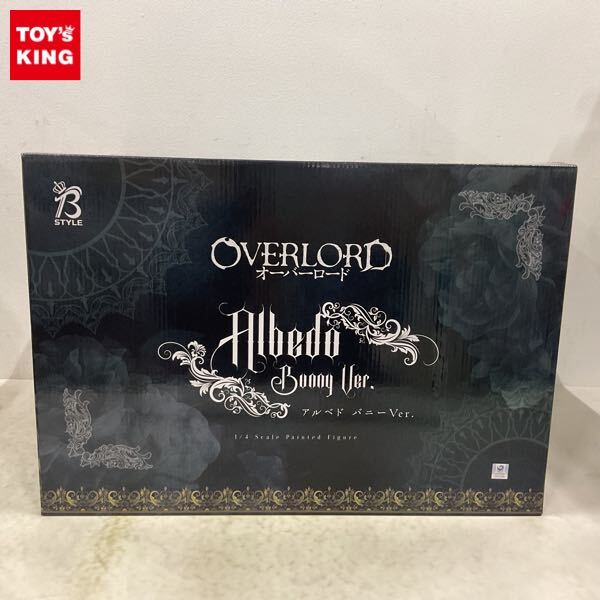 TOY's
KING
B
STYLE
OVERLORD
オーバーロード
Albedo
Bunny Ver.
アルベド バニーVer.
1/4 Scale Painted Figure